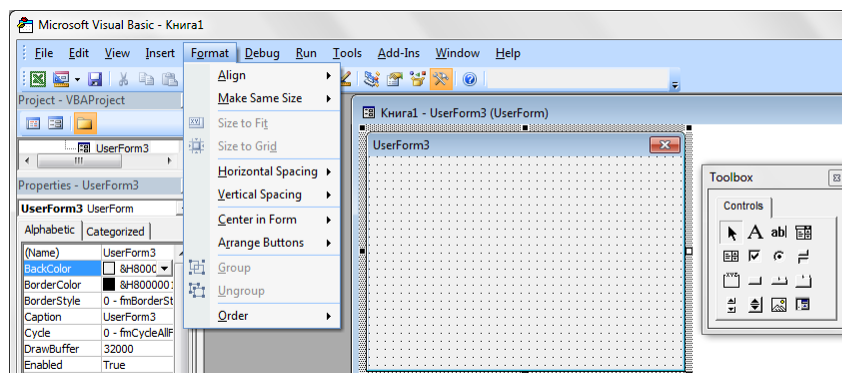 Microsoft Visual Basic - Книга1
File Edit View Insert Format Debug Run Tools Add-Ins Window Help
Align
Make Same Size
Size to Fit
Size to Grid
Horizontal Spacing
Vertical Spacing
Center in Form
Arrange Buttons
Group
Ungroup
Order
Project - VBAProject
UserForm3
Properties - UserForm3
UserForm3 UserForm
Alphabetic Categorized
(Name) UserForm3
BackColor &H8000
BorderColor &H8000001
BorderStyle 0 - fmBorderSt
Caption UserForm3
Cycle 0 - fmCycleAllF
DrawBuffer 32000
Enabled True
Книга1 - UserForm3 (UserForm)
UserForm3
Toolbox
Controls
A abl
XYZ